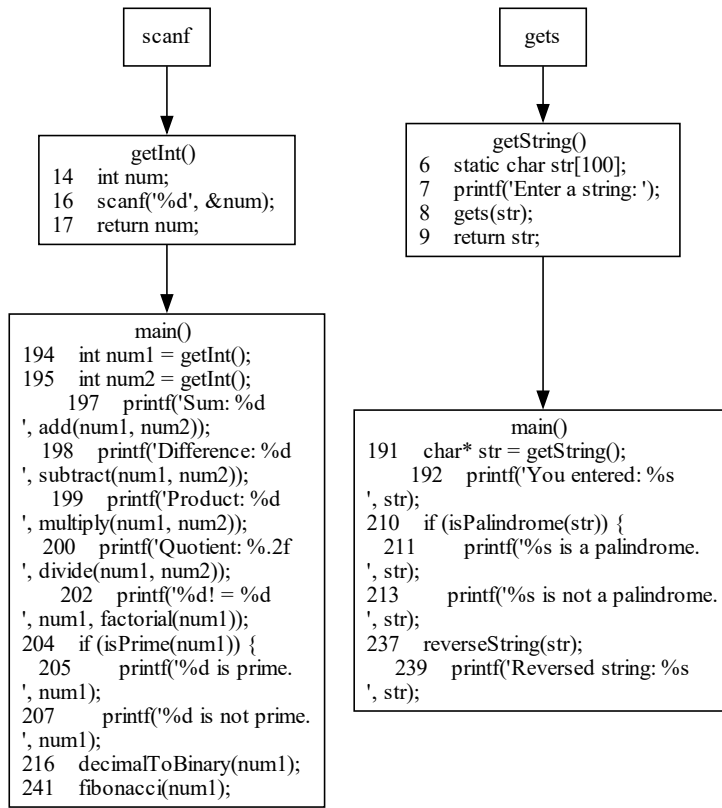 scanf
getInt()
14 int num;
16 scanf('%d', &num);
17 return num;
main()
194 int num1 = getInt();
195 int num2 = getInt();
197 printf('Sum: %d
', add(num1, num2));
198 printf('Difference: %d
', subtract(num1, num2));
199 printf('Product: %d
', multiply(num1, num2));
200 printf('Quotient: %.2f
', divide(num1, num2));
202 printf('%d! = %d
', num1, factorial(num1));
204 if (isPrime(num1)) {
205 printf('%d is prime.
', num1);
207 printf('%d is not prime.
', num1);
216 decimalToBinary(num1);
241 fibonacci(num1);
gets
getString()
6 static char str[100];
7 printf('Enter a string: ');
8 gets(str);
9 return str;
main()
191 char* str = getString();
192 printf('You entered: %s
', str);
210 if (isPalindrome(str)) {
211 printf('%s is a palindrome.
', str);
213 printf('%s is not a palindrome.
', str);
237 reverseString(str);
239 printf('Reversed string: %s
', str);